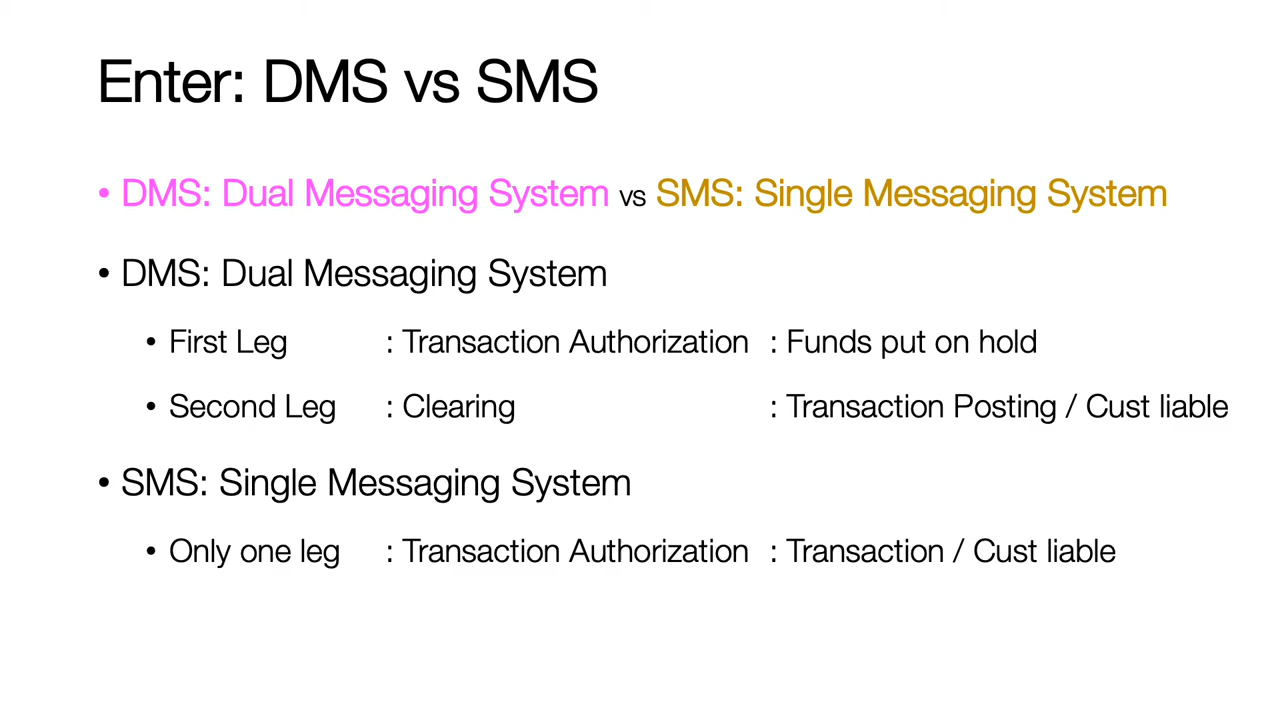 Enter: DMS vs SMS
• DMS: Dual Messaging System vs SMS: Single Messaging System
• DMS: Dual Messaging System
• First Leg : Transaction Authorization : Funds put on hold
• Second Leg : Clearing : Transaction Posting / Cust liable
• SMS: Single Messaging System
• Only one leg : Transaction Authorization : Transaction / Cust liable